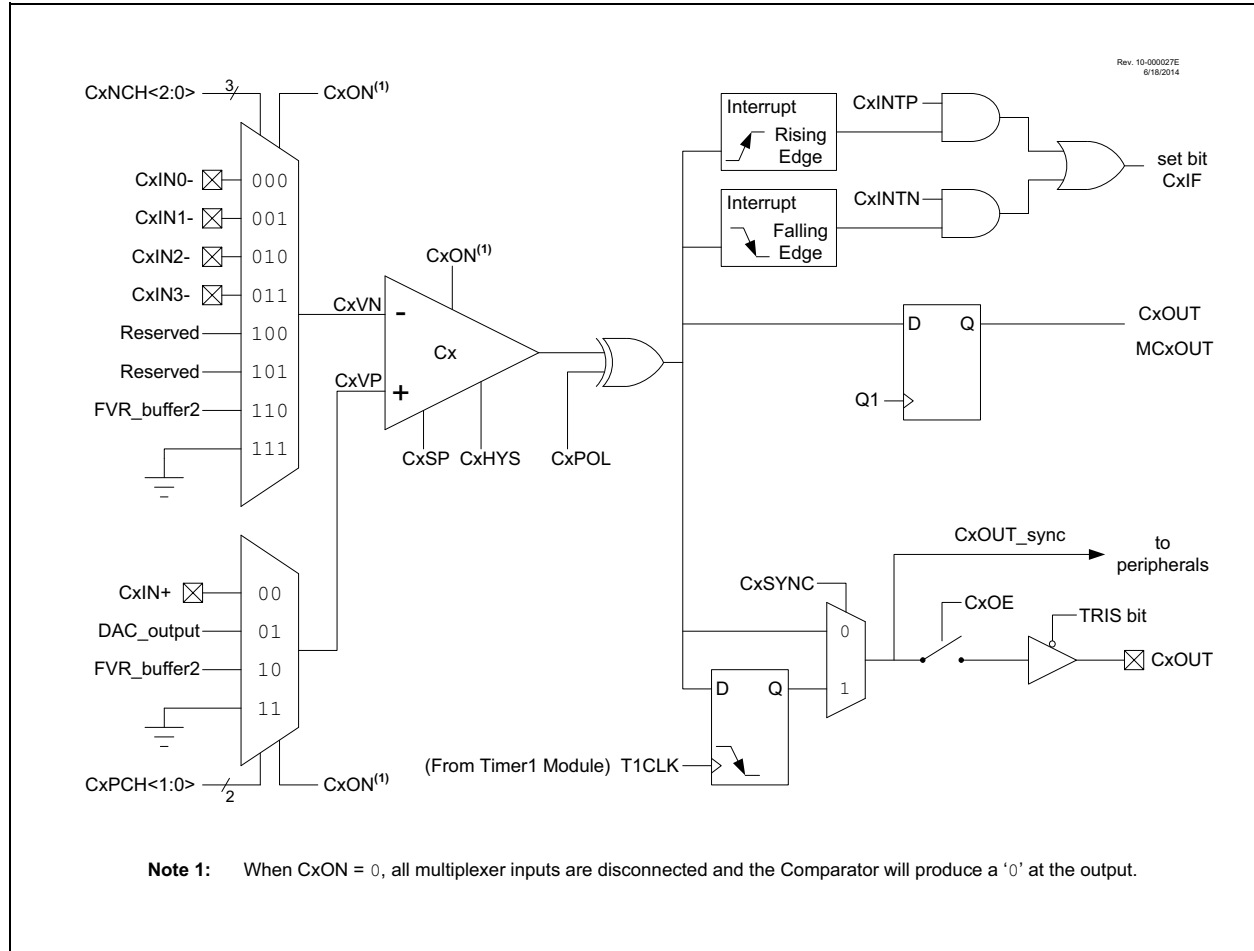 Rev. 10-000027E
6/18/2014
CxNCH<2:0>
3
CxON(1)
CxIN0-
000
CxIN1-
001
CxIN2-
010
CxIN3-
011
Reserved
100
Reserved
101
FVR_buffer2
110
111
CxVN
CxVP
CxON(1)
-
Cx
+
CxSP
CxHYS
CxPOL
CxIN+
00
DAC_output
01
FVR_buffer2
10
11
CxPCH<1:0>
2
CxON(1)
Interrupt
Rising
Edge
CxINTP
Interrupt
Falling
Edge
CxINTN
set bit
CxIF
D
Q
Q1
CxOUT
MCxOUT
CxOUT_sync
to
peripherals
CxSYNC
0
1
CxOE
TRIS bit
CxOUT
D
Q
(From Timer1 Module) T1CLK
Note 1: When CxON = 0, all multiplexer inputs are disconnected and the Comparator will produce a ‘0’ at the output.